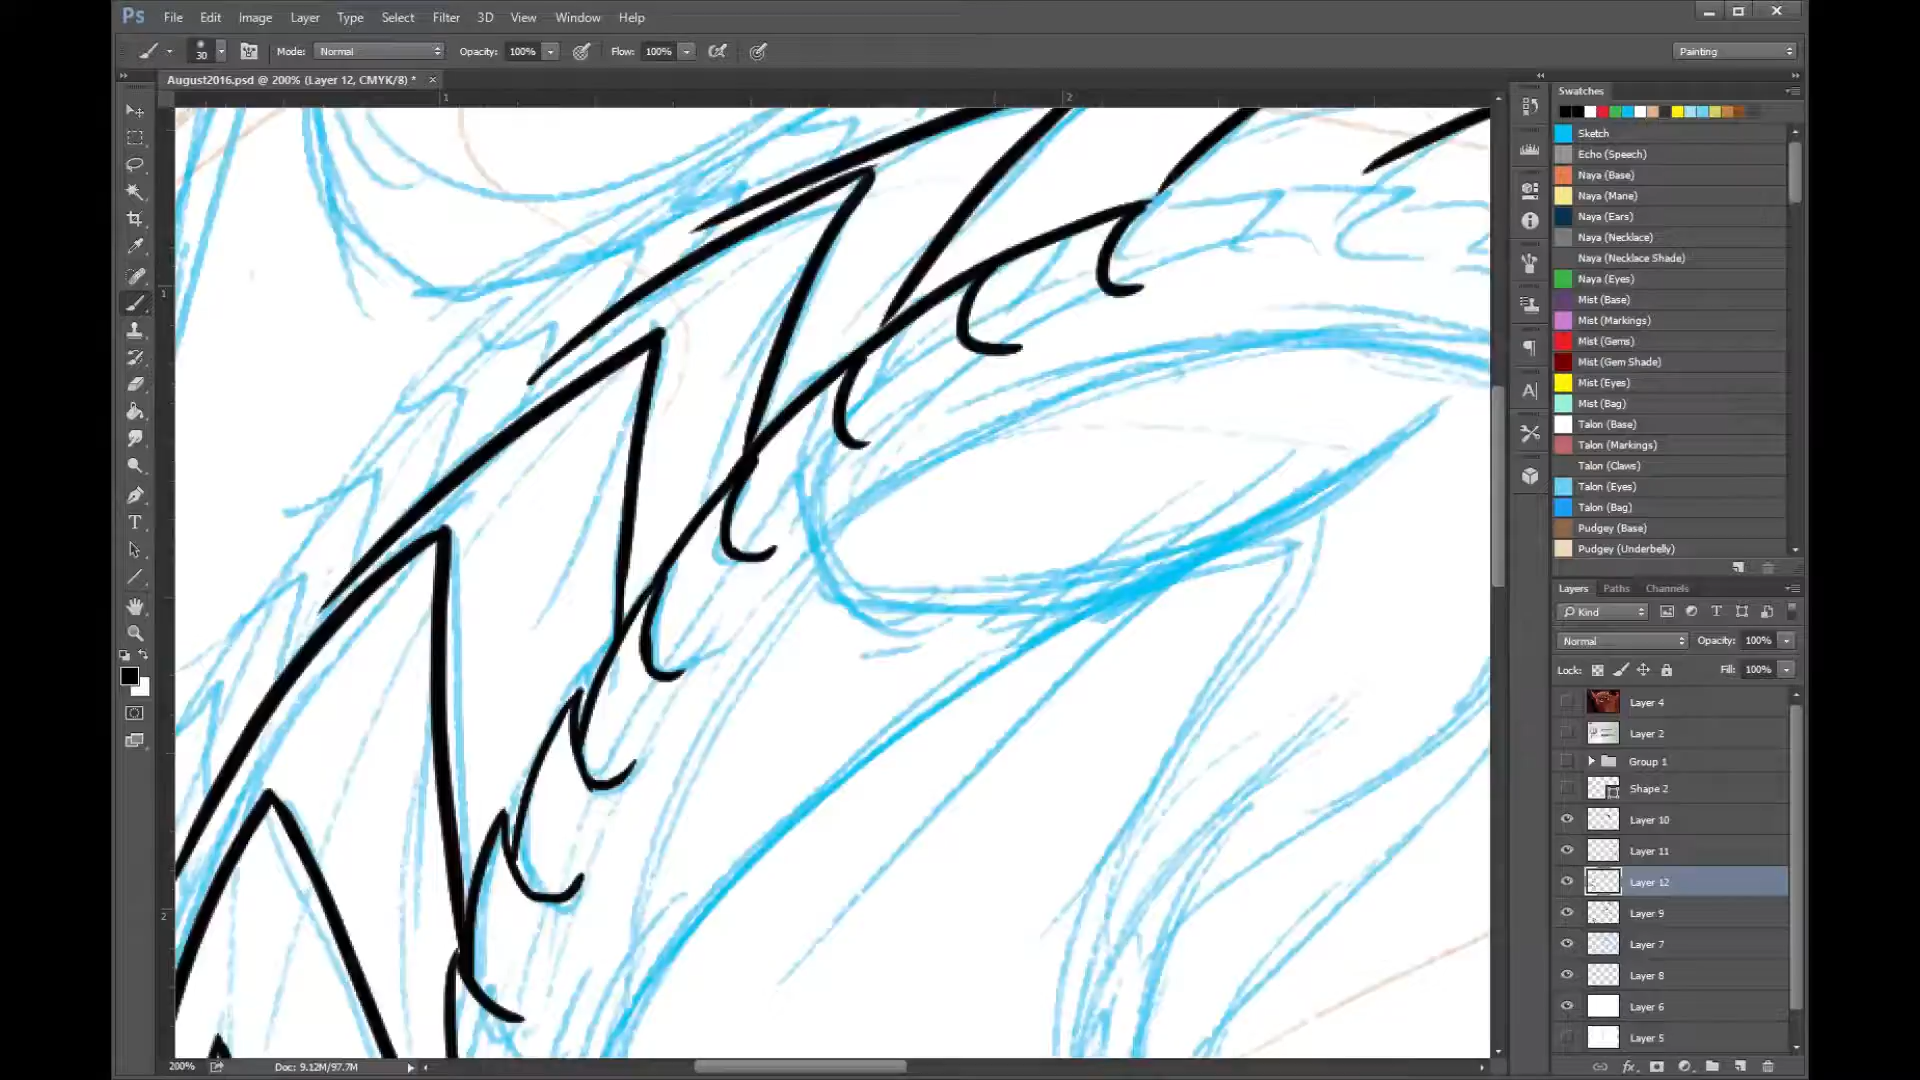 Ps File Edit Image Layer Type Select Filter 3D View Window Help
30 Mode: Normal Opacity: 100% Flow: 100% Painting
August2016.psd @ 200% (Layer 12, CMYK/8) * ×
1 2
1
2
Swatches
Sketch
Echo (Speech)
Naya (Base)
Naya (Mane)
Naya (Ears)
Naya (Necklace)
Naya (Necklace Shade)
Naya (Eyes)
Mist (Base)
Mist (Markings)
Mist (Gems)
Mist (Gem Shade)
Mist (Eyes)
Mist (Bag)
Talon (Base)
Talon (Markings)
Talon (Claws)
Talon (Eyes)
Talon (Bag)
Pudgey (Base)
Pudgey (Underbelly)
Layers Paths Channels
Kind
Normal Opacity: 100%
Lock: Fill: 100%
Layer 4
Layer 2
Group 1
Shape 2
Layer 10
Layer 11
Layer 12
Layer 9
Layer 7
Layer 8
Layer 6
Layer 5
200% Doc: 9.12M/97.7M